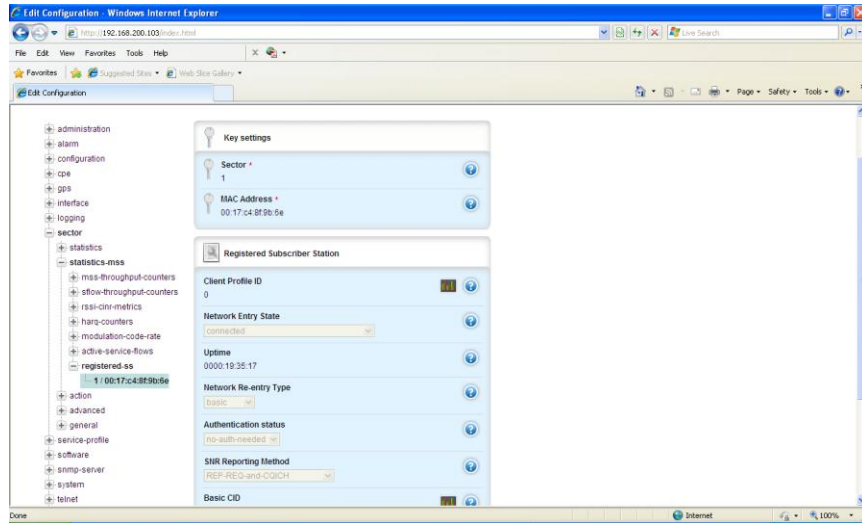 Edit Configuration - Windows Internet Explorer
http://192.168.200.103/index.html
Live Search
File Edit View Favorites Tools Help
Favorites Suggested Sites Web Slice Gallery
Edit Configuration
Page Safety Tools
administration
alarm
configuration
cpe
gps
interface
logging
sector
statistics
statistics-mss
mss-throughput-counters
sflow-throughput-counters
rssi-cinr-metrics
harq-counters
modulation-code-rate
active-service-flows
registered-ss
1 / 00:17:c4:8f:9b:6e
action
advanced
general
service-profile
software
snmp-server
system
telnet
Key settings
Sector *
1
MAC Address *
00:17:c4:8f:9b:6e
Registered Subscriber Station
Client Profile ID
0
Network Entry State
connected
Uptime
0000:19:35:17
Network Re-entry Type
basic
Authentication status
no-auth-needed
SNR Reporting Method
REP-REQ-and-CQICH
Basic CID
Done
Internet
100%